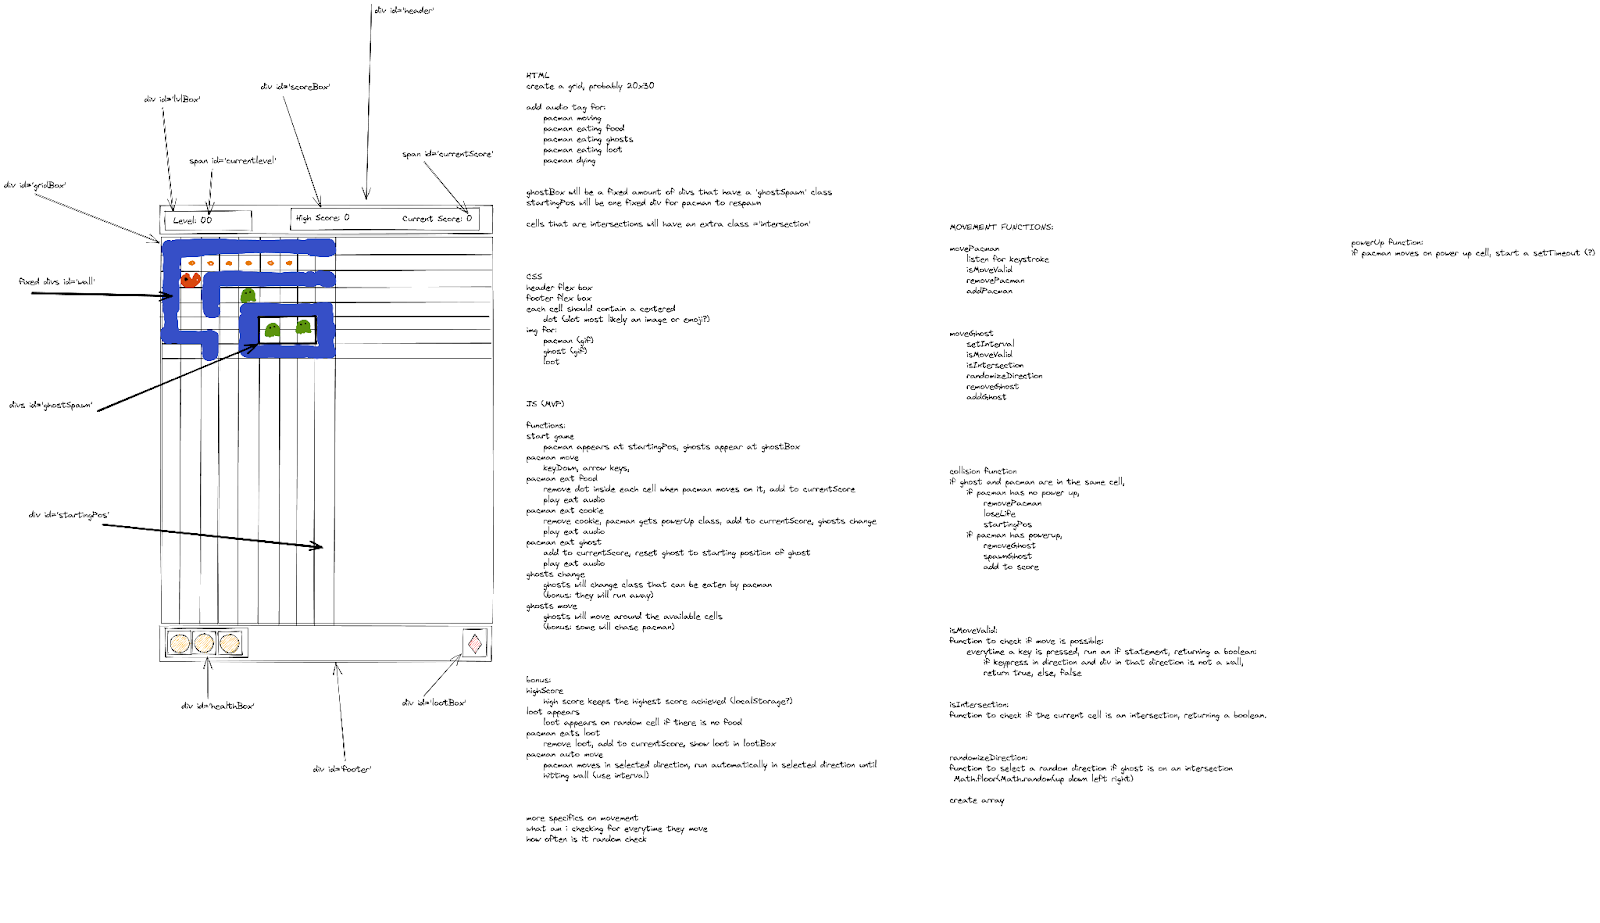 div id='header'
div id='scoreBox'
div id='lvlBox'
span id='currentlevel'
span id='currentScore'
div id='gridBox'
Level: 00
High Score: 0
Current Score: 0
fixed divs id='wall'
divs id='ghostSpawn'
div id='startingPos'
div id='healthBox'
div id='lootBox'
div id='footer'
HTML
create a grid, probably 20x30
add audio tag for:
pacman moving
pacman eating food
pacman eating ghosts
pacman eating loot
pacman dying
ghostBox will be a fixed amount of divs that have a 'ghostSpawn' class
startingPos will be one fixed div for pacman to respawn
cells that are intersections will have an extra class ='intersection'
CSS
header flex box
footer flex box
each cell should contain a centered
dot (dot most likely an image or emoji?)
img for:
pacman (gif)
ghost (gif)
loot
JS (MVP)
functions:
start game
pacman appears at startingPos, ghosts appear at ghostBox
pacman move
keyDown, arrow keys,
pacman eat food
remove dot inside each cell when pacman moves on it, add to currentScore
play eat audio
pacman eat cookie
remove cookie, pacman gets powerUp class, add to currentScore, ghosts change
play eat audio
pacman eat ghost
add to currentScore, reset ghost to starting position of ghost
play eat audio
ghosts change
ghosts will change class that can be eaten by pacman
(bonus: they will run away)
ghosts move
ghosts will move around the available cells
(bonus: some will chase pacman)
bonus:
highScore
high score keeps the highest score achieved (localStorage?)
loot appears
loot appears on random cell if there is no food
pacman eats loot
remove loot, add to currentScore, show loot in lootBox
pacman auto move
pacman moves in selected direction, run automatically in selected direction until
hitting wall (use interval)
more specifics on movement
what am i checking for everytime they move
how often is it random check
MOVEMENT FUNCTIONS:
movePacman
listen for keystroke
isMoveValid
removePacman
addPacman
moveGhost
setInterval
isMoveValid
isIntersection
randomizeDirection
removeGhost
addGhost
collision function
if ghost and pacman are in the same cell,
if pacman has no power up,
removePacman
loseLife
startingPos
if pacman has powerup,
removeGhost
spawnGhost
add to score
isMoveValid:
function to check if move is possible:
everytime a key is pressed, run an if statement, returning a boolean:
if keypress in direction and div in that direction is not a wall,
return true, else, false
isIntersection:
function to check if the current cell is an intersection, returning a boolean.
randomizeDirection:
function to select a random direction if ghost is on an intersection
Math.floor(Math.random(up down left right)
create array
powerUp function:
if pacman moves on power up cell, start a setTimeout (?)